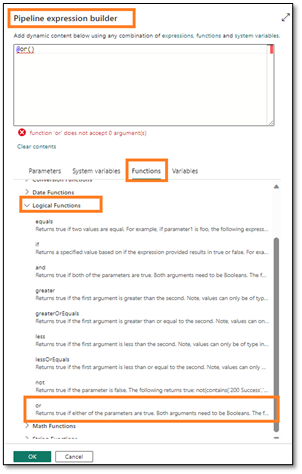 Pipeline expression builder
Add dynamic content below using any combination of expressions, functions and system variables.
@or()
function 'or' does not accept 0 argument(s)
Clear contents
Parameters System variables Functions Variables
Conversion Functions
Date Functions
Logical Functions
equals
Returns true if two values are equal. For example, if parameter1 is foo, the following expres...
if
Returns a specified value based on if the expression provided results in true or false. For exa...
and
Returns true if both of the parameters are true. Both arguments need to be Booleans. The f...
greater
Returns true if the first argument is greater than the second. Note, values can only be of typ...
greaterOrEquals
Returns true if the first argument is greater than or equal to the second. Note, values can on...
less
Returns true if the first argument is less than the second. Note, values can only be of type in...
lessOrEquals
Returns true if the first argument is less than or equal to the second. Note, values can only ...
not
Returns true if the parameter is false. The following returns true: not(contains('200 Success','...
or
Returns true if either of the parameters are true. Both arguments need to be Booleans. The f...
Math Functions
String Functions
OK Cancel